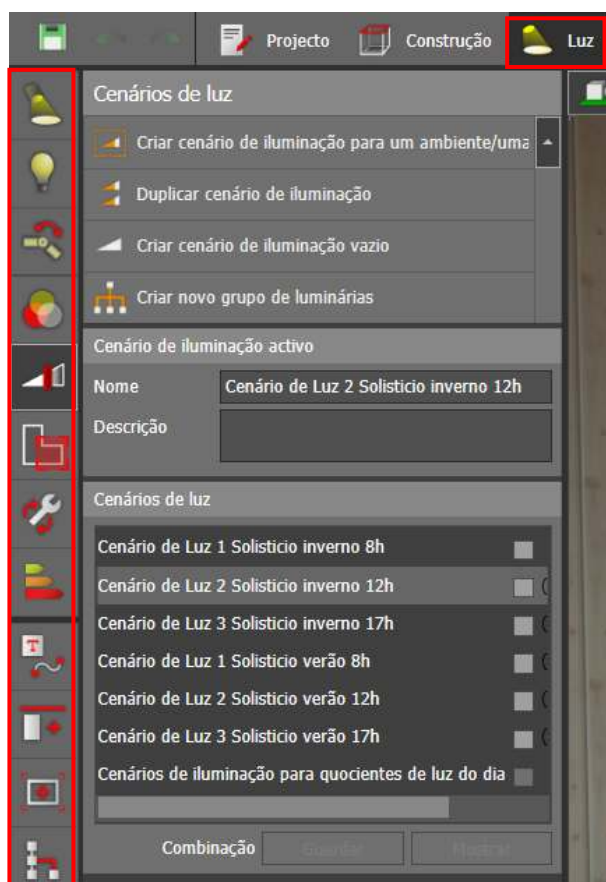 Projecto
Construção
Luz
Cenários de luz
Criar cenário de iluminação para um ambiente/uma
Duplicar cenário de iluminação
Criar cenário de iluminação vazio
Criar novo grupo de luminárias
Cenário de iluminação activo
Nome
Cenário de Luz 2 Solisticio inverno 12h
Descrição
Cenários de luz
Cenário de Luz 1 Solisticio inverno 8h
Cenário de Luz 2 Solisticio inverno 12h
Cenário de Luz 3 Solisticio inverno 17h
Cenário de Luz 1 Solisticio verão 8h
Cenário de Luz 2 Solisticio verão 12h
Cenário de Luz 3 Solisticio verão 17h
Cenários de iluminação para quocientes de luz do dia
Combinação Guardar Mostrar